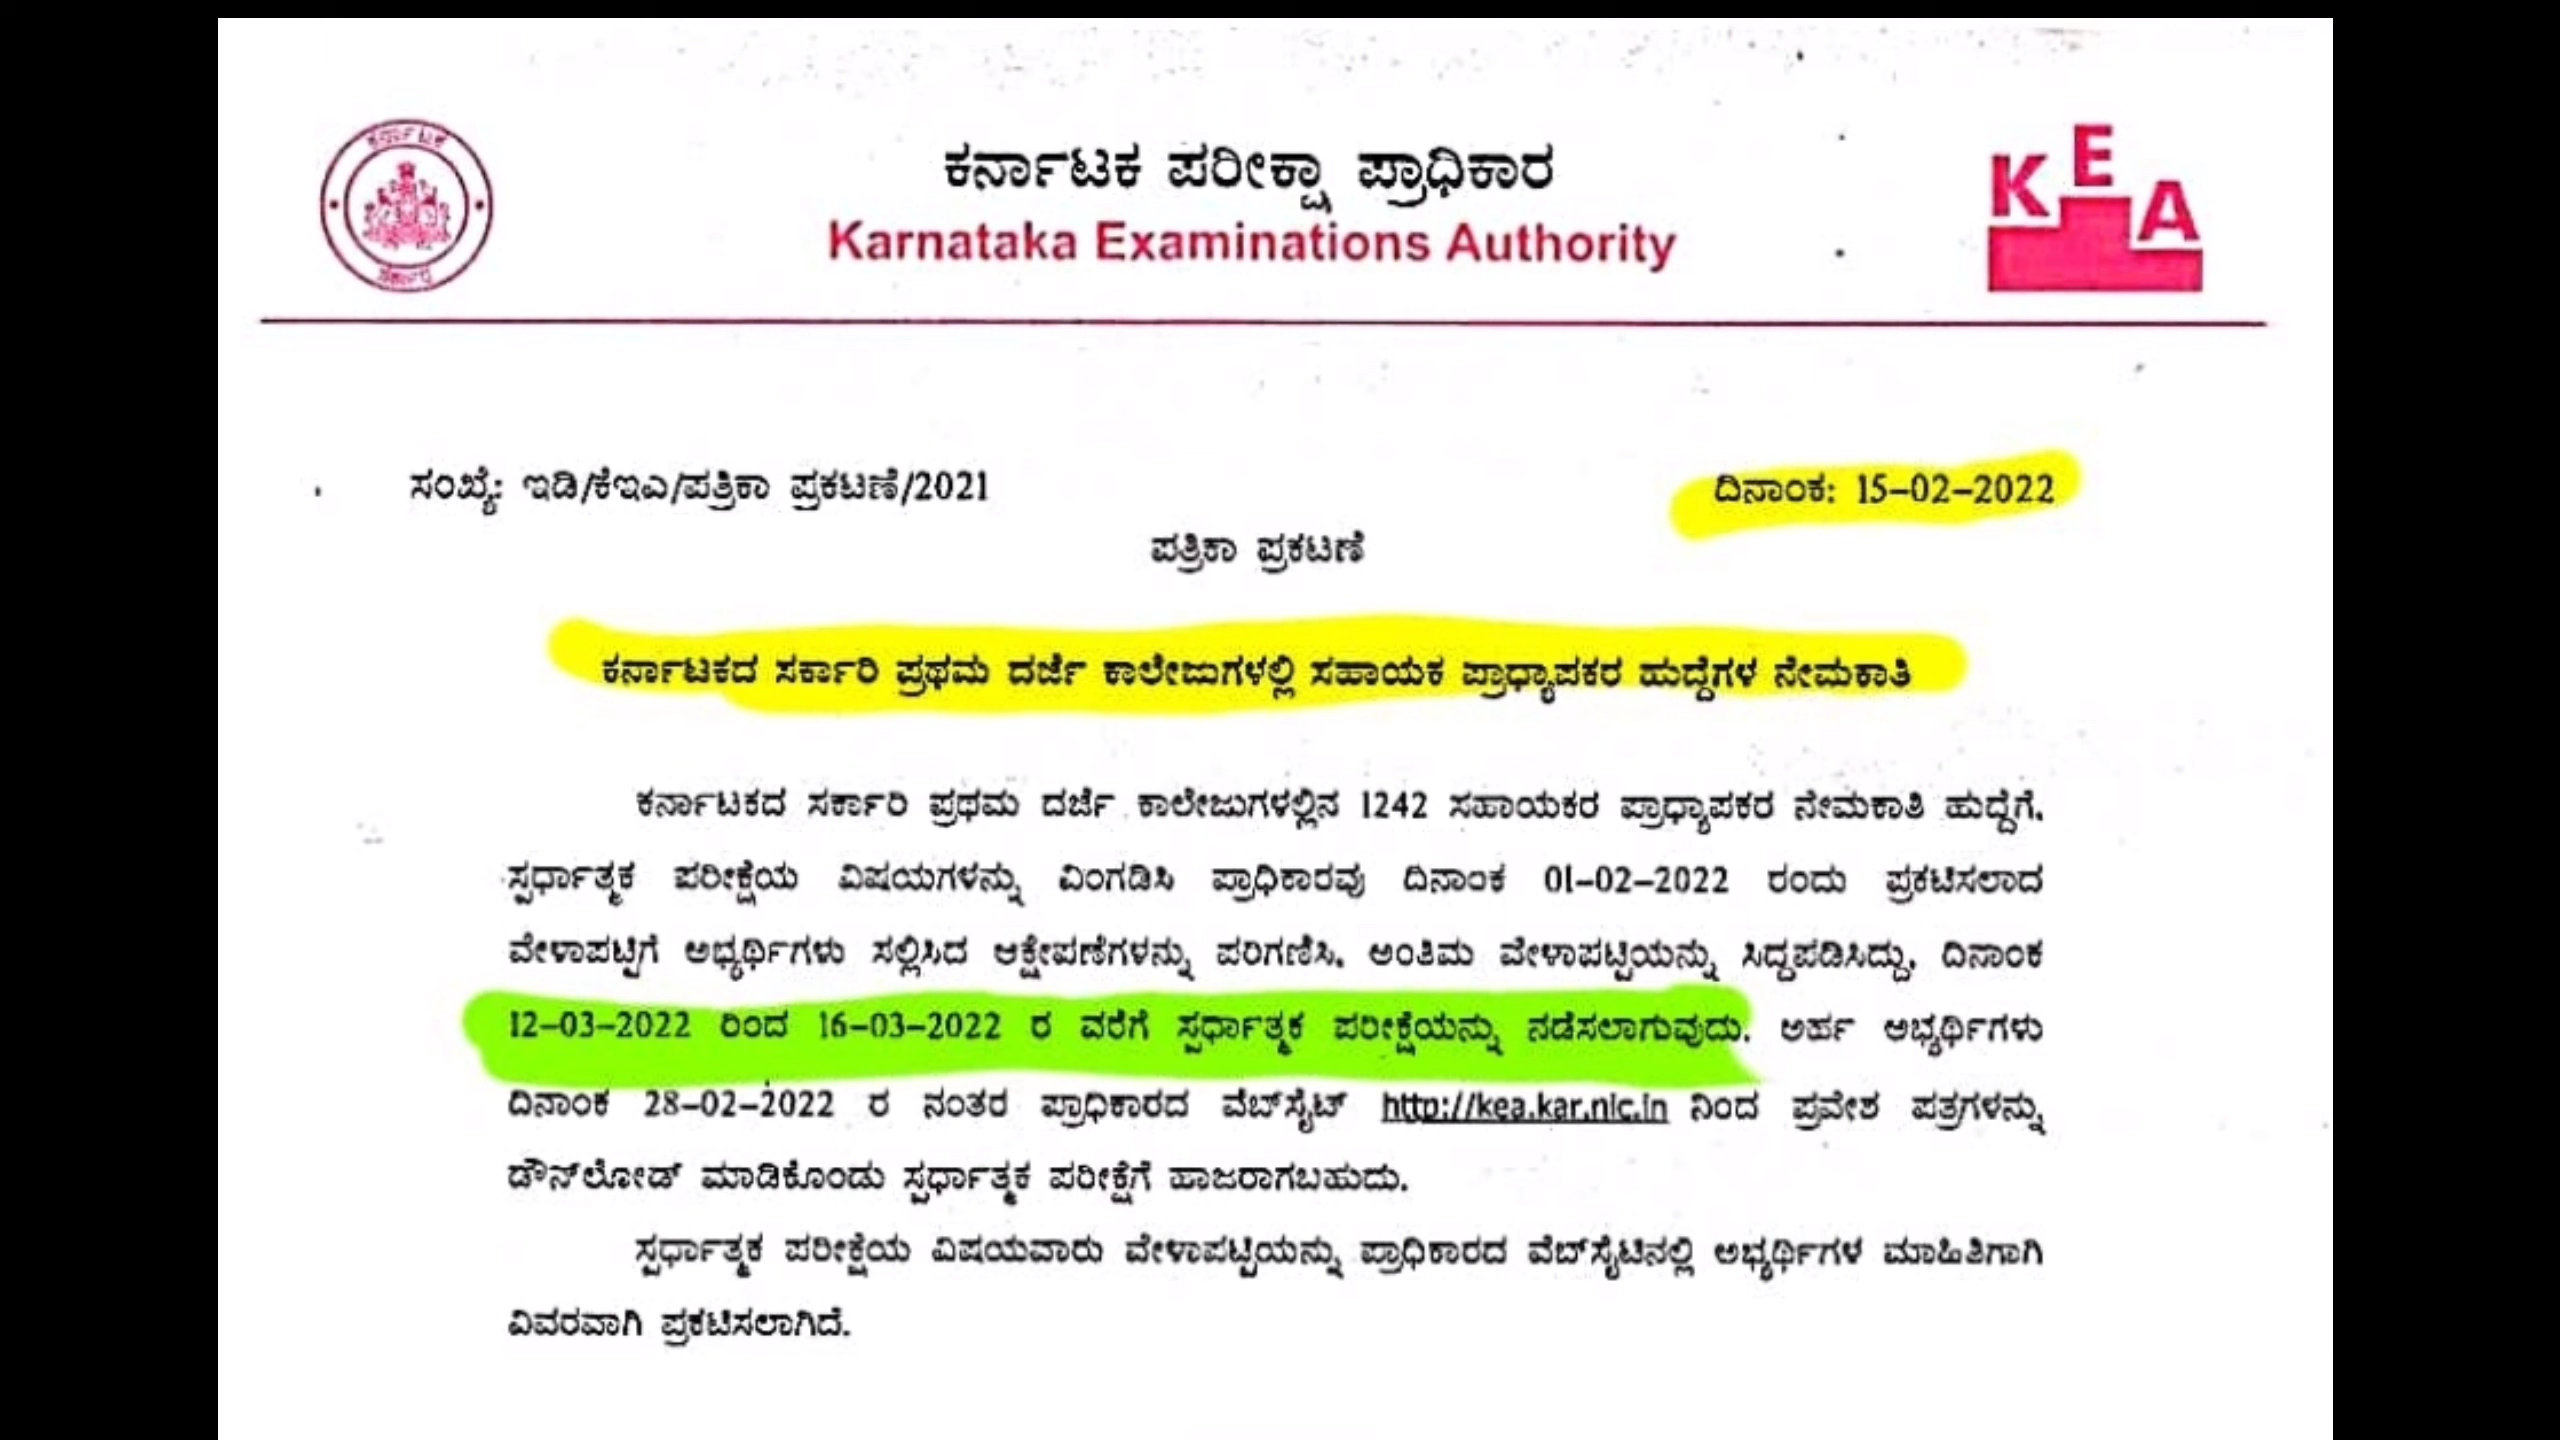 ಕರ್ನಾಟಕ
ಸರ್ಕಾರ
ಕರ್ನಾಟಕ ಪರೀಕ್ಷಾ ಪ್ರಾಧಿಕಾರ
Karnataka Examinations Authority
KEA
ಸಂಖ್ಯೆ: ಇಡಿ/ಕೆಇಎ/ಪತ್ರಿಕಾ ಪ್ರಕಟಣೆ/2021 ದಿನಾಂಕ: 15-02-2022
ಪತ್ರಿಕಾ ಪ್ರಕಟಣೆ
ಕರ್ನಾಟಕದ ಸರ್ಕಾರಿ ಪ್ರಥಮ ದರ್ಜೆ ಕಾಲೇಜುಗಳಲ್ಲಿ ಸಹಾಯಕ ಪ್ರಾಧ್ಯಾಪಕರ ಹುದ್ದೆಗಳ ನೇಮಕಾತಿ
ಕರ್ನಾಟಕದ ಸರ್ಕಾರಿ ಪ್ರಥಮ ದರ್ಜೆ ಕಾಲೇಜುಗಳಲ್ಲಿನ 1242 ಸಹಾಯಕರ ಪ್ರಾಧ್ಯಾಪಕರ ನೇಮಕಾತಿ ಹುದ್ದೆಗೆ,
ಸ್ಪರ್ಧಾತ್ಮಕ ಪರೀಕ್ಷೆಯ ವಿಷಯಗಳನ್ನು ವಿಂಗಡಿಸಿ ಪ್ರಾಧಿಕಾರವು ದಿನಾಂಕ 01-02-2022 ರಂದು ಪ್ರಕಟಿಸಲಾದ
ವೇಳಾಪಟ್ಟಿಗೆ ಅಭ್ಯರ್ಥಿಗಳು ಸಲ್ಲಿಸಿದ ಆಕ್ಷೇಪಣೆಗಳನ್ನು ಪರಿಗಣಿಸಿ, ಅಂತಿಮ ವೇಳಾಪಟ್ಟಿಯನ್ನು ಸಿದ್ದಪಡಿಸಿದ್ದು, ದಿನಾಂಕ
12-03-2022 ರಿಂದ 16-03-2022 ರ ವರೆಗೆ ಸ್ಪರ್ಧಾತ್ಮಕ ಪರೀಕ್ಷೆಯನ್ನು ನಡೆಸಲಾಗುವುದು. ಅರ್ಹ ಅಭ್ಯರ್ಥಿಗಳು
ದಿನಾಂಕ 28-02-2022 ರ ನಂತರ ಪ್ರಾಧಿಕಾರದ ವೆಬ್‌ಸೈಟ್ http://kea.kar.nic.in ನಿಂದ ಪ್ರವೇಶ ಪತ್ರಗಳನ್ನು
ಡೌನ್‌ಲೋಡ್ ಮಾಡಿಕೊಂಡು ಸ್ಪರ್ಧಾತ್ಮಕ ಪರೀಕ್ಷೆಗೆ ಹಾಜರಾಗಬಹುದು.
ಸ್ಪರ್ಧಾತ್ಮಕ ಪರೀಕ್ಷೆಯ ವಿಷಯವಾರು ವೇಳಾಪಟ್ಟಿಯನ್ನು ಪ್ರಾಧಿಕಾರದ ವೆಬ್‌ಸೈಟಿನಲ್ಲಿ ಅಭ್ಯರ್ಥಿಗಳ ಮಾಹಿತಿಗಾಗಿ
ವಿವರವಾಗಿ ಪ್ರಕಟಿಸಲಾಗಿದೆ.